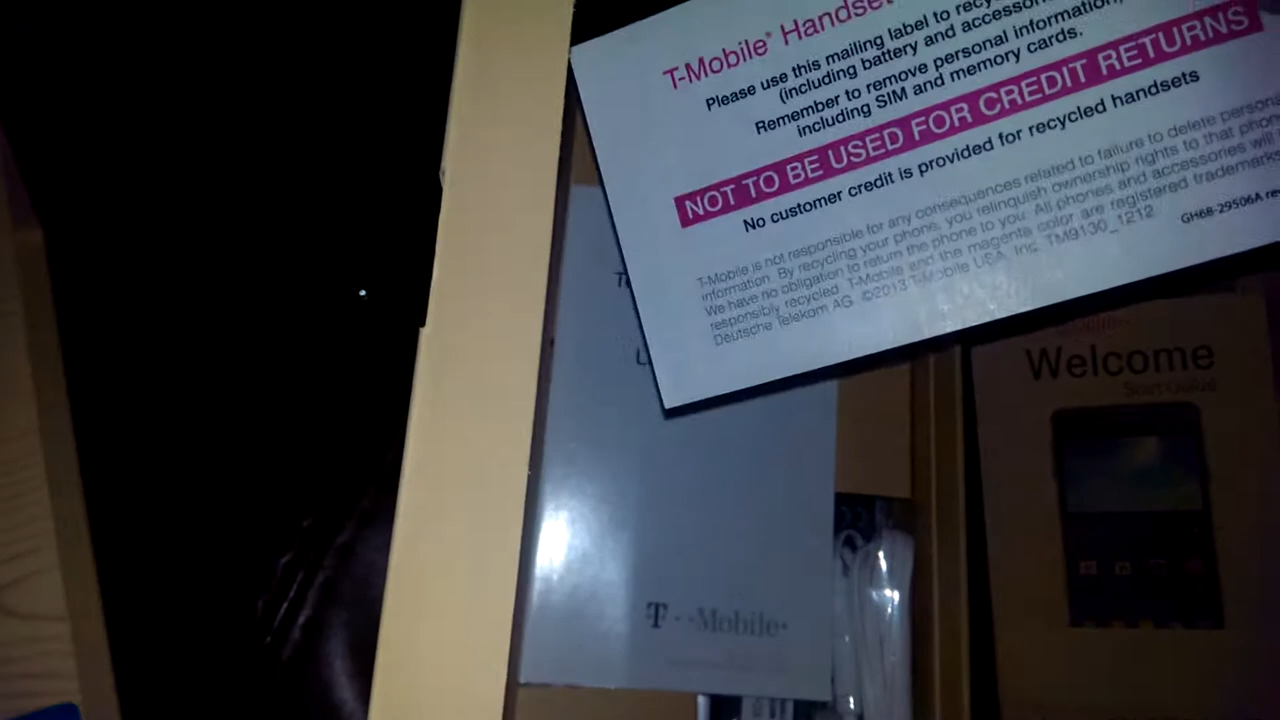 T-Mobile® Handset
Please use this mailing label to
(including battery and
Remember to remove personal information,
including SIM and memory cards.
NOT TO BE USED FOR CREDIT RETURNS
No customer credit is provided for recycled handsets
T-Mobile is not responsible for any consequences related to failure to delete
information. By recycling your phone, you relinquish ownership rights to that
We have no obligation to return the phone to you. All phones and accessories will
responsibly recycled. T-Mobile and the magenta color are registered trademarks
Deutsche Telekom AG. ©2013 T-Mobile USA, Inc. TM9130_1212
GH68-29506A
Welcome
Start Guide
T··Mobile·